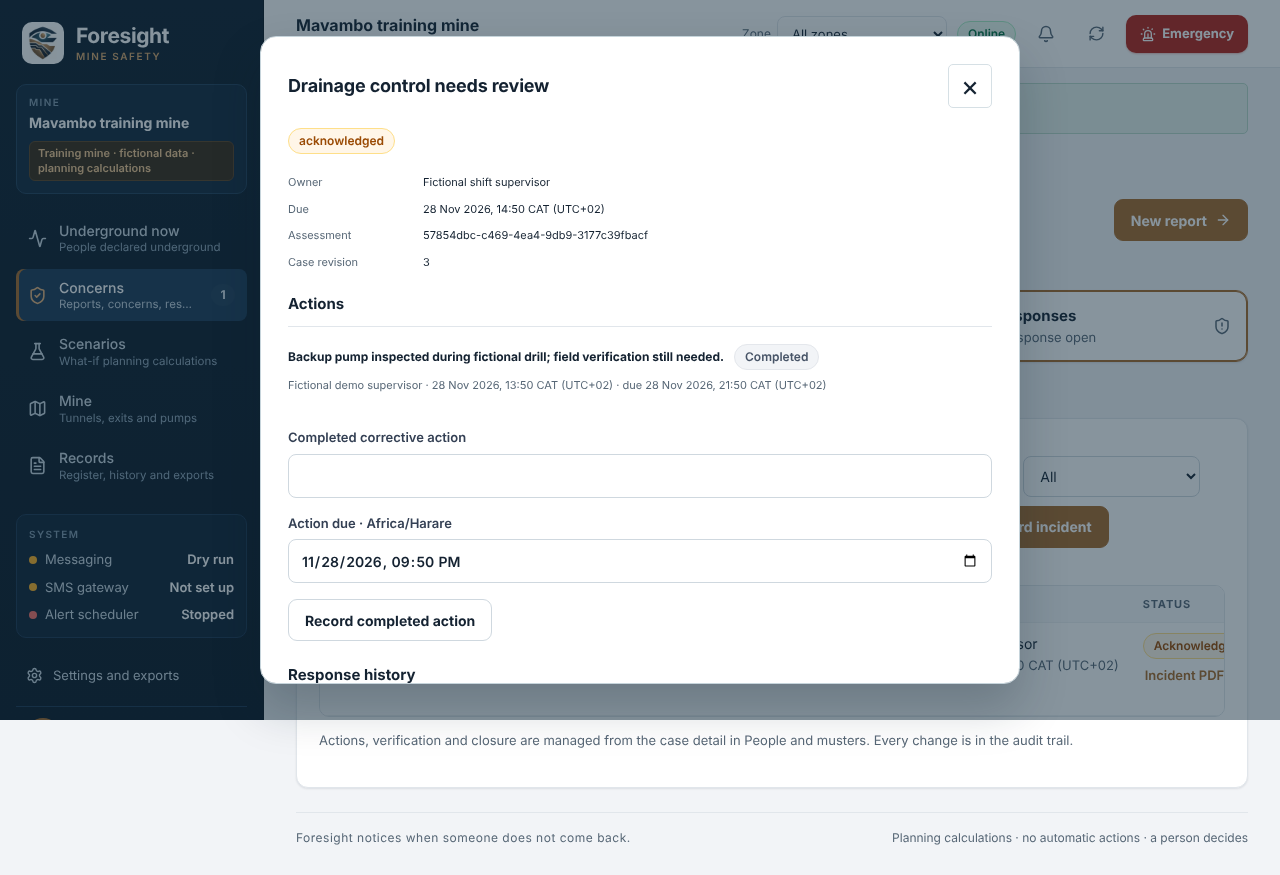 Foresight
MINE SAFETY
MINE
Mavambo training mine
Training mine · fictional data ·
planning calculations
Underground now
People declared underground
Concerns
Reports, concerns, res...
1
Scenarios
What-if planning calculations
Mine
Tunnels, exits and pumps
Records
Register, history and exports
SYSTEM
Messaging Dry run
SMS gateway Not set up
Alert scheduler Stopped
Settings and exports
Mavambo training mine
Zone All zones Online Emergency
New report
sponses
sponse open
All
rd incident
STATUS
sor
Acknowledg
0 CAT (UTC+02)
Incident PDF
Drainage control needs review
acknowledged
Owner Fictional shift supervisor
Due 28 Nov 2026, 14:50 CAT (UTC+02)
Assessment 57854dbc-c469-4ea4-9db9-3177c39fbacf
Case revision 3
Actions
Backup pump inspected during fictional drill; field verification still needed. Completed
Fictional demo supervisor · 28 Nov 2026, 13:50 CAT (UTC+02) · due 28 Nov 2026, 21:50 CAT (UTC+02)
Completed corrective action
Action due · Africa/Harare
11/28/2026, 09:50 PM
Record completed action
Response history
Actions, verification and closure are managed from the case detail in People and musters. Every change is in the audit trail.
Foresight notices when someone does not come back.
Planning calculations · no automatic actions · a person decides